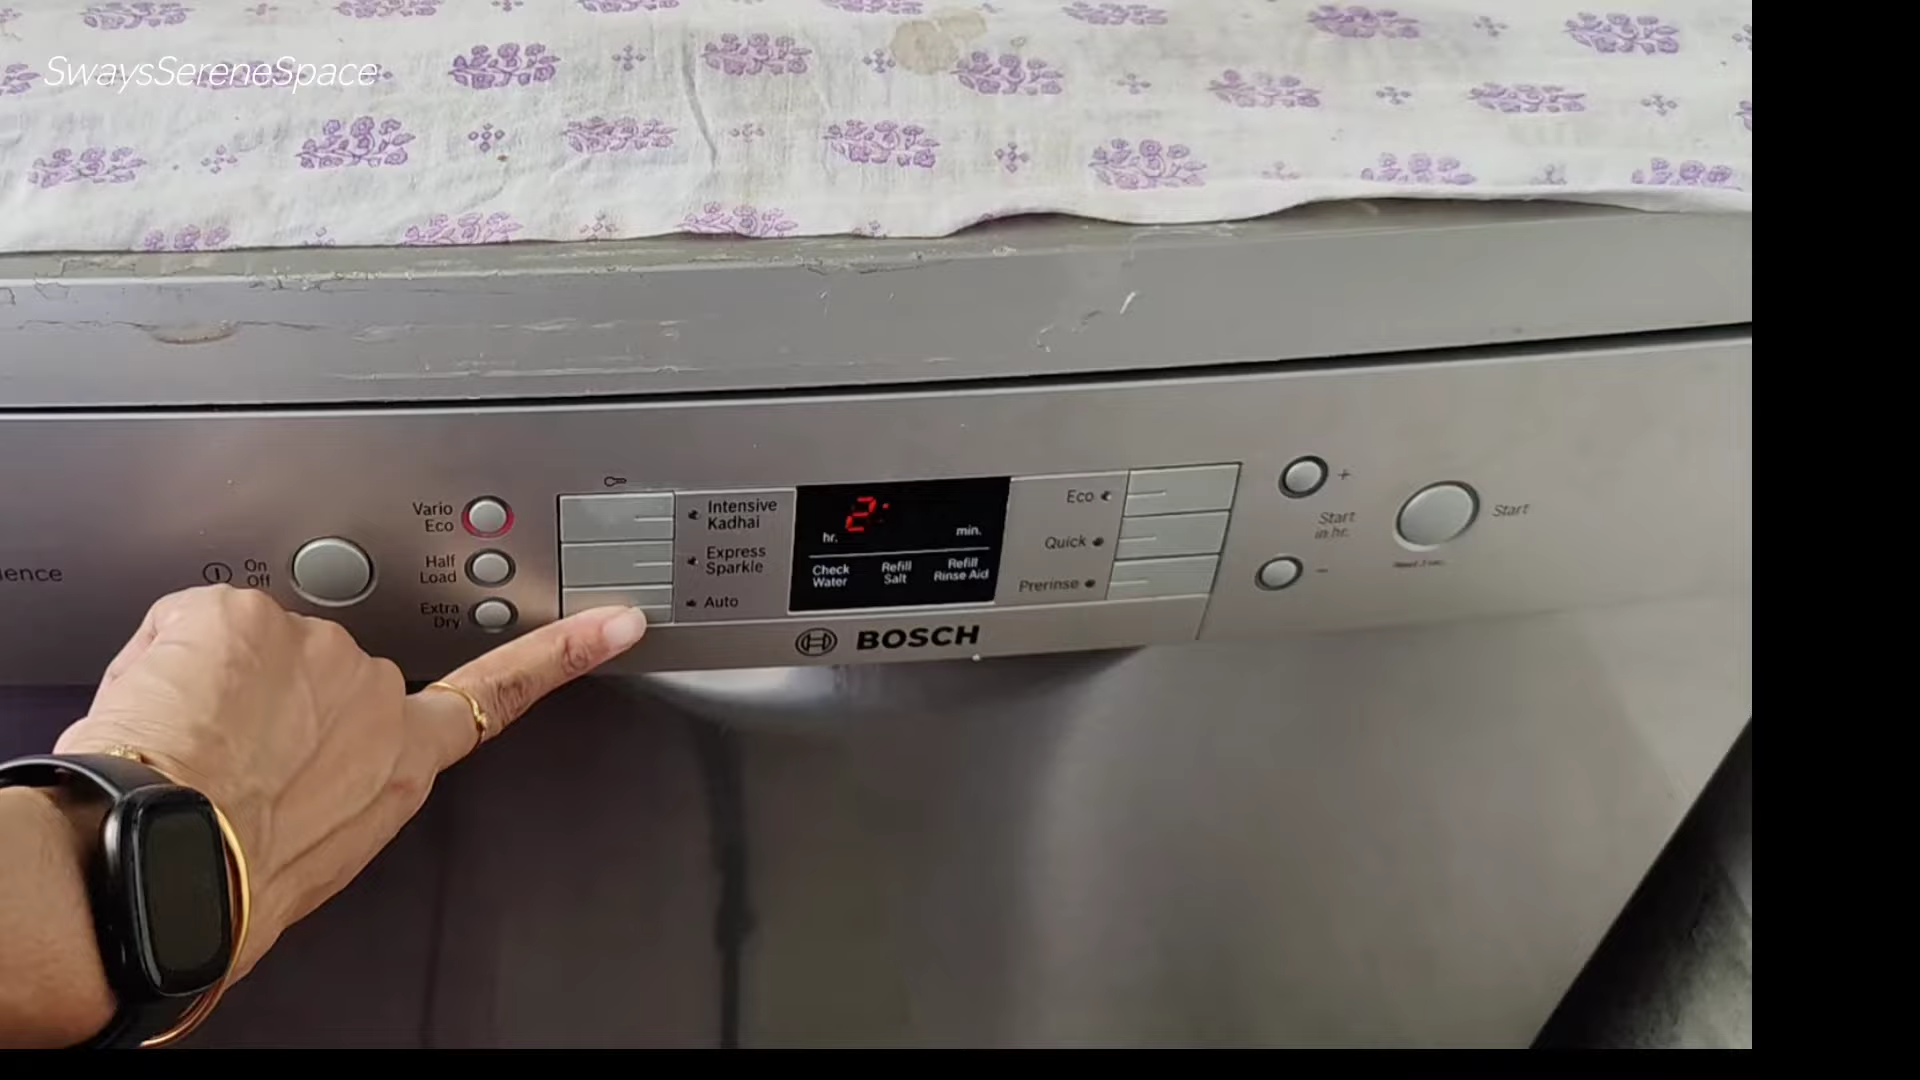 SwaysSereneSpace
ience
On
Off
Vario
Eco
Half
Load
Extra
Dry
Intensive
Kadhai
Express
Sparkle
Auto
2:
hr.
min.
Check
Water
Refill
Salt
Refill
Rinse Aid
BOSCH
Eco
Quick
Prerinse
+
Start
in hr.
-
Start